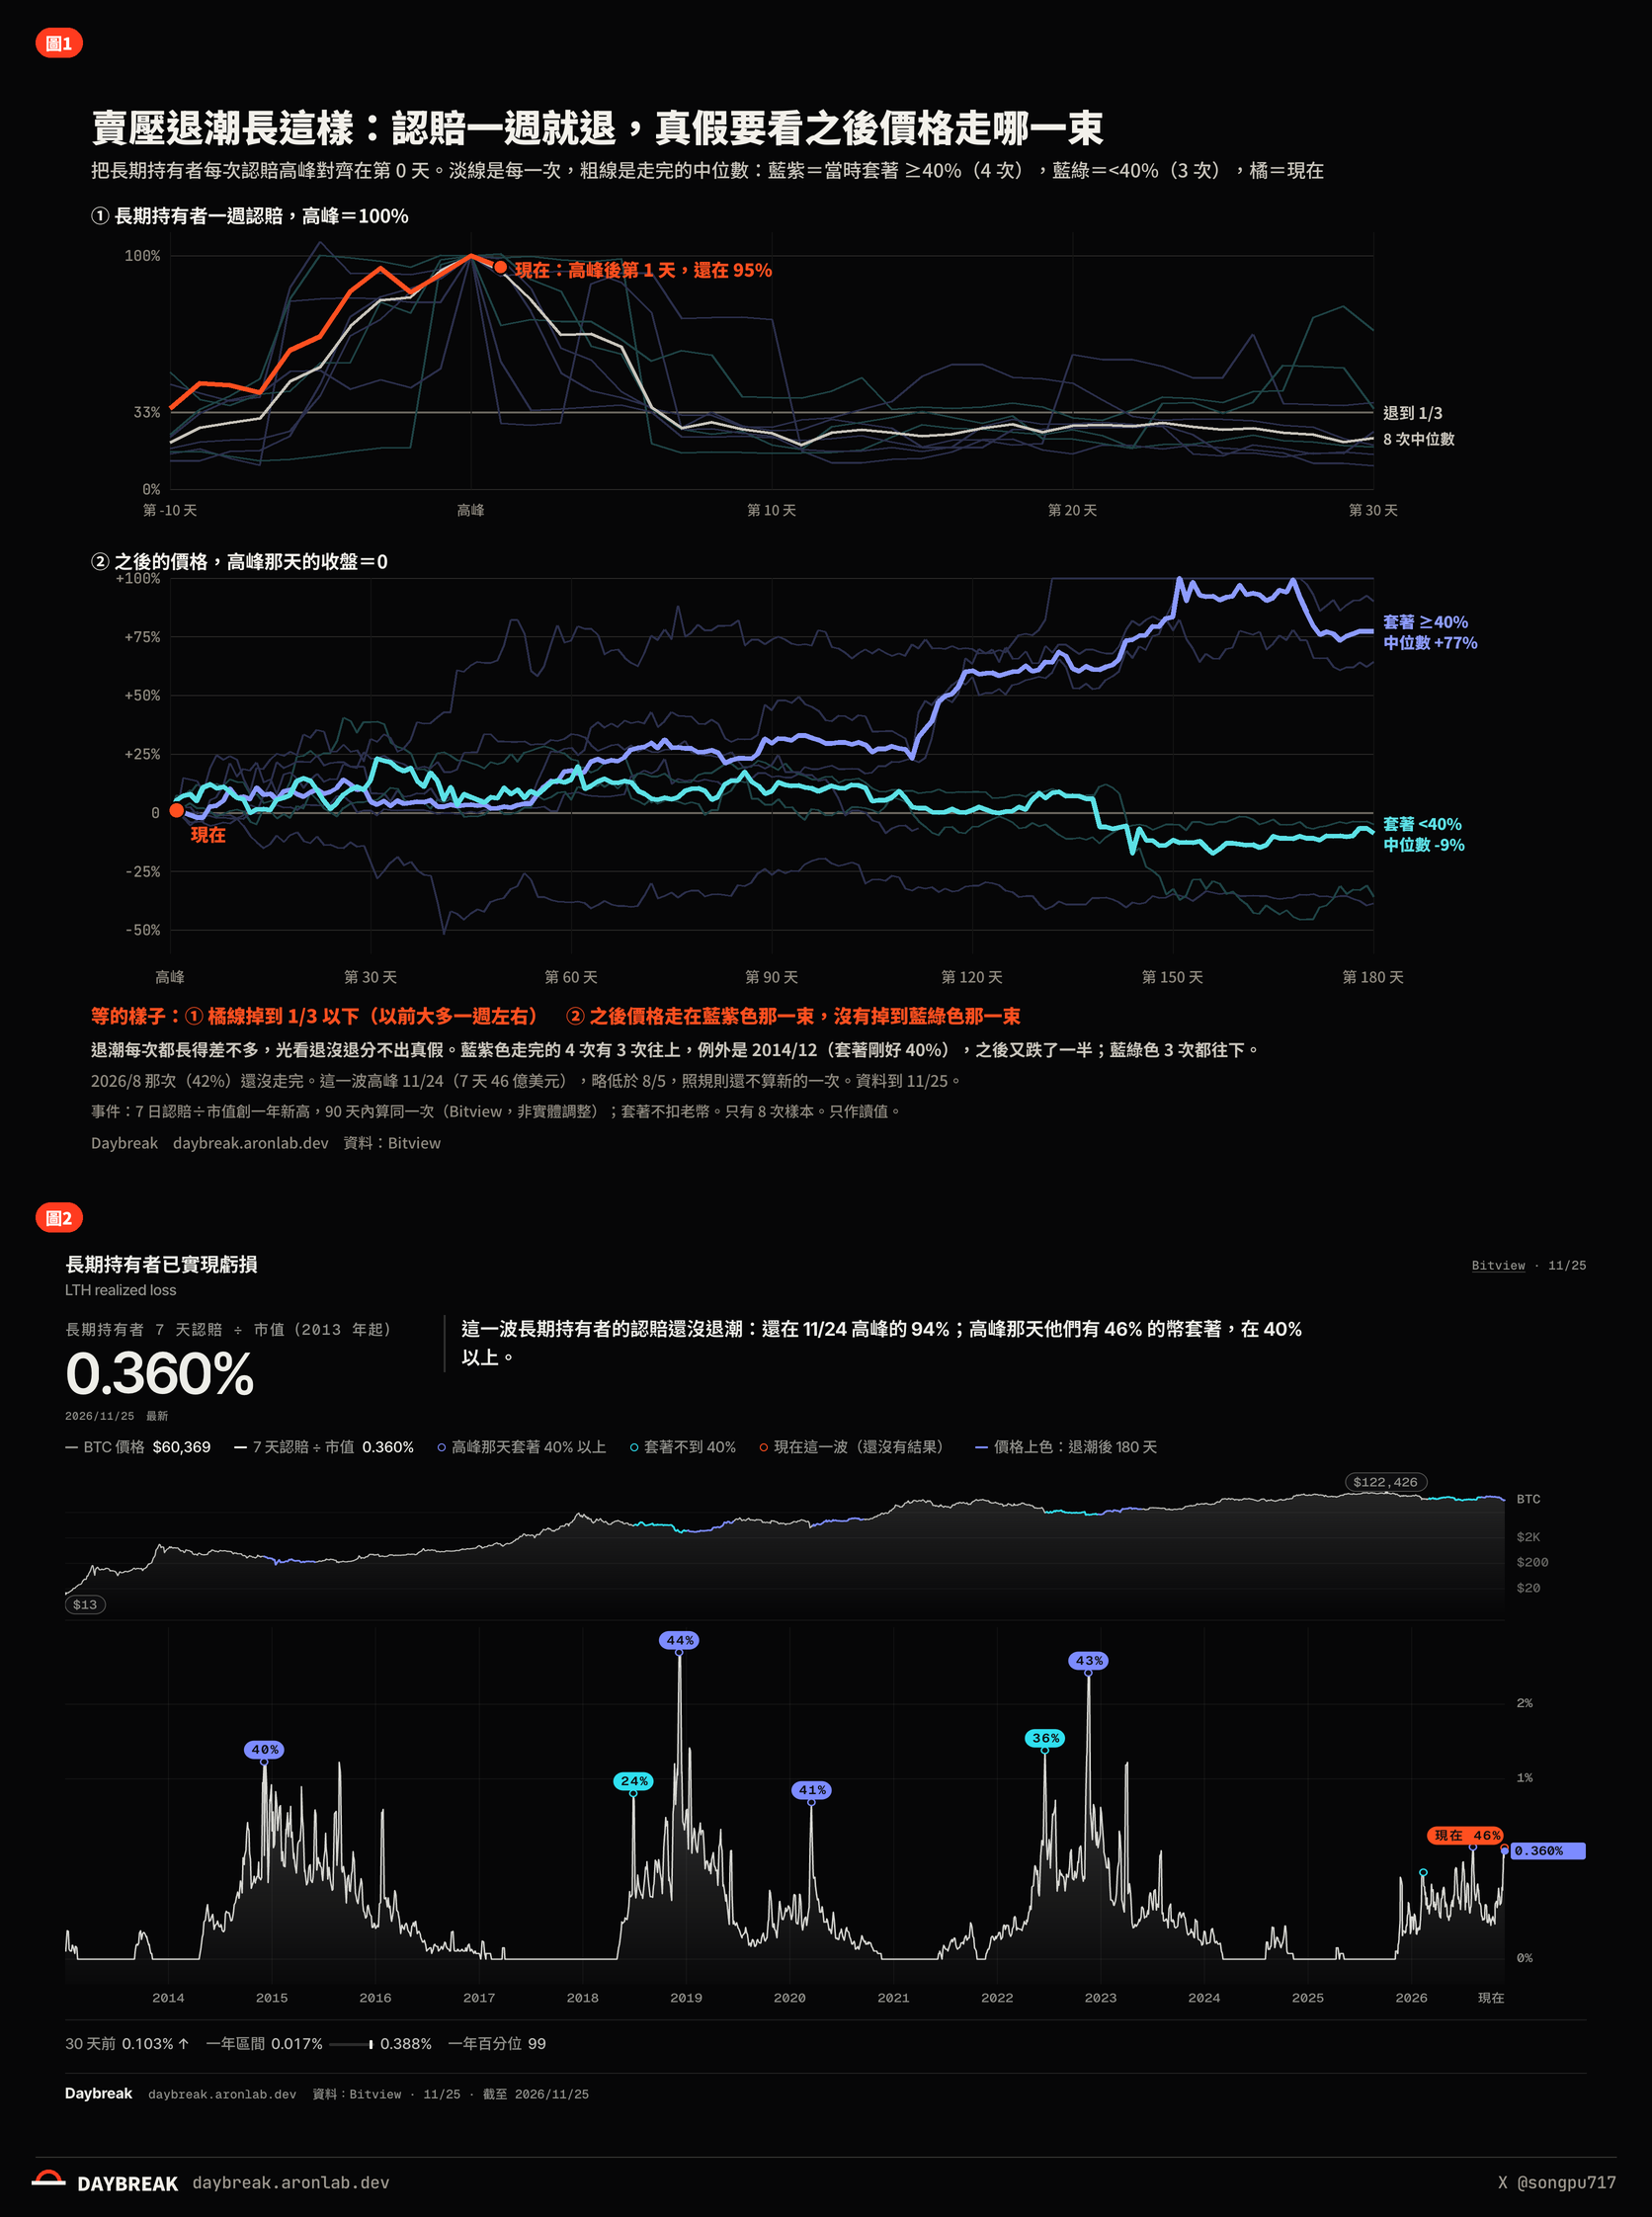 圖1
賣壓退潮長這樣：認賠一週就退，真假要看之後價格走哪一束
把長期持有者每次認賠高峰對齊在第 0 天。淡線是每一次，粗線是走完的中位數：藍紫＝當時套著 ≥40%（4 次），藍綠＝<40%（3 次），橘＝現在
① 長期持有者一週認賠，高峰＝100%
100%
現在：高峰後第 1 天，還在 95%
33%
退到 1/3
8 次中位數
0%
第 -10 天
高峰
第 10 天
第 20 天
第 30 天
② 之後的價格，高峰那天的收盤＝0
+100%
+75%
+50%
+25%
0
-25%
-50%
套著 ≥40%
中位數 +77%
現在
套著 <40%
中位數 -9%
高峰
第 30 天
第 60 天
第 90 天
第 120 天
第 150 天
第 180 天
等的樣子：① 橘線掉到 1/3 以下（以前大多一週左右） ② 之後價格走在藍紫色那一束，沒有掉到藍綠色那一束
退潮每次都長得差不多，光看退沒退分不出真假。藍紫色走完的 4 次有 3 次往上，例外是 2014/12（套著剛好 40%），之後又跌了一半；藍綠色 3 次都往下。
2026/8 那次（42%）還沒走完。這一波高峰 11/24（7 天 46 億美元），略低於 8/5，照規則還不算新的一次。資料到 11/25。
事件：7 日認賠÷市值創一年新高，90 天內算同一次（Bitview，非實體調整）；套著不扣老幣。只有 8 次樣本。只作讀值。
Daybreak daybreak.aronlab.dev 資料：Bitview
圖2
長期持有者已實現虧損
Bitview · 11/25
LTH realized loss
長期持有者 7 天認賠 ÷ 市值 (2013 年起)
0.360%
2026/11/25 最新
這一波長期持有者的認賠還沒退潮：還在 11/24 高峰的 94%；高峰那天他們有 46% 的幣套著，在 40%
以上。
BTC 價格 $60,369 7 天認賠 ÷ 市值 0.360% 高峰那天套著 40% 以上 套著不到 40% 現在這一波（還沒有結果） 價格上色：退潮後 180 天
$122,426
BTC
$2K
$200
$20
$13
44%
43%
40%
36%
24%
41%
現在 46%
0.360%
2%
1%
0%
2014
2015
2016
2017
2018
2019
2020
2021
2022
2023
2024
2025
2026
現在
30 天前 0.103% ↑ 一年區間 0.017% 0.388% 一年百分位 99
Daybreak daybreak.aronlab.dev 資料：Bitview · 11/25 · 截至 2026/11/25
DAYBREAK daybreak.aronlab.dev
X @songpu717